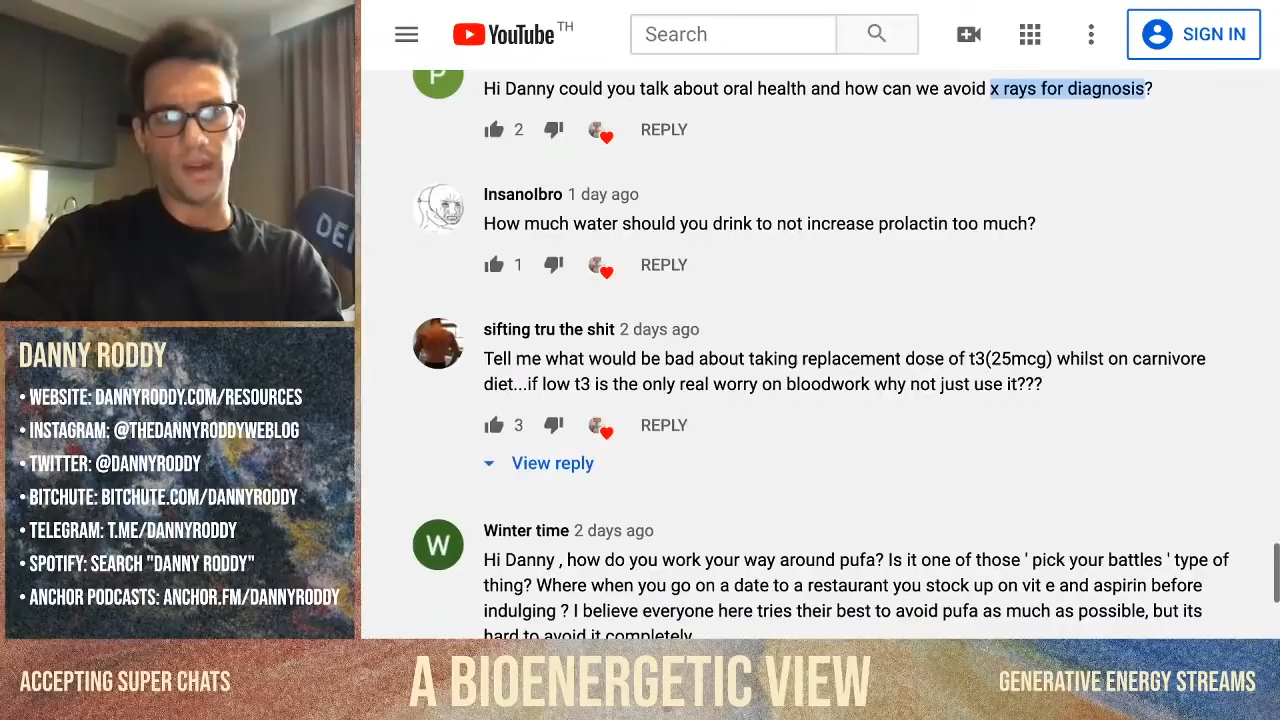 YouTube TH
Search
SIGN IN
P
Hi Danny could you talk about oral health and how can we avoid x rays for diagnosis?
2
REPLY
InsanoIbro 1 day ago
How much water should you drink to not increase prolactin too much?
1
REPLY
sifting tru the shit 2 days ago
Tell me what would be bad about taking replacement dose of t3(25mcg) whilst on carnivore
diet...if low t3 is the only real worry on bloodwork why not just use it???
3
REPLY
View reply
W
Winter time 2 days ago
Hi Danny , how do you work your way around pufa? Is it one of those ' pick your battles ' type of
thing? Where when you go on a date to a restaurant you stock up on vit e and aspirin before
indulging ? I believe everyone here tries their best to avoid pufa as much as possible, but its
hard to avoid it completely
DANNY RODDY
• WEBSITE: DANNYRODDY.COM/RESOURCES
• INSTAGRAM: @THEDANNYRODDYWEBLOG
• TWITTER: @DANNYRODDY
• BITCHUTE: BITCHUTE.COM/DANNYRODDY
• TELEGRAM: T.ME/DANNYRODDY
• SPOTIFY: SEARCH "DANNY RODDY"
• ANCHOR PODCASTS: ANCHOR.FM/DANNYRODDY
ACCEPTING SUPER CHATS
A BIOENERGETIC VIEW
GENERATIVE ENERGY STREAMS